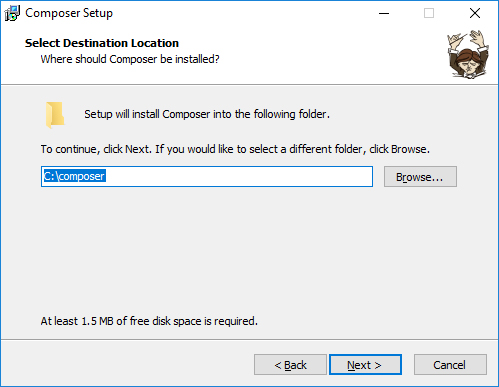 Composer Setup
Select Destination Location
Where should Composer be installed?
Setup will install Composer into the following folder.
To continue, click Next. If you would like to select a different folder, click Browse.
C:\composer
Browse...
At least 1.5 MB of free disk space is required.
< Back
Next >
Cancel